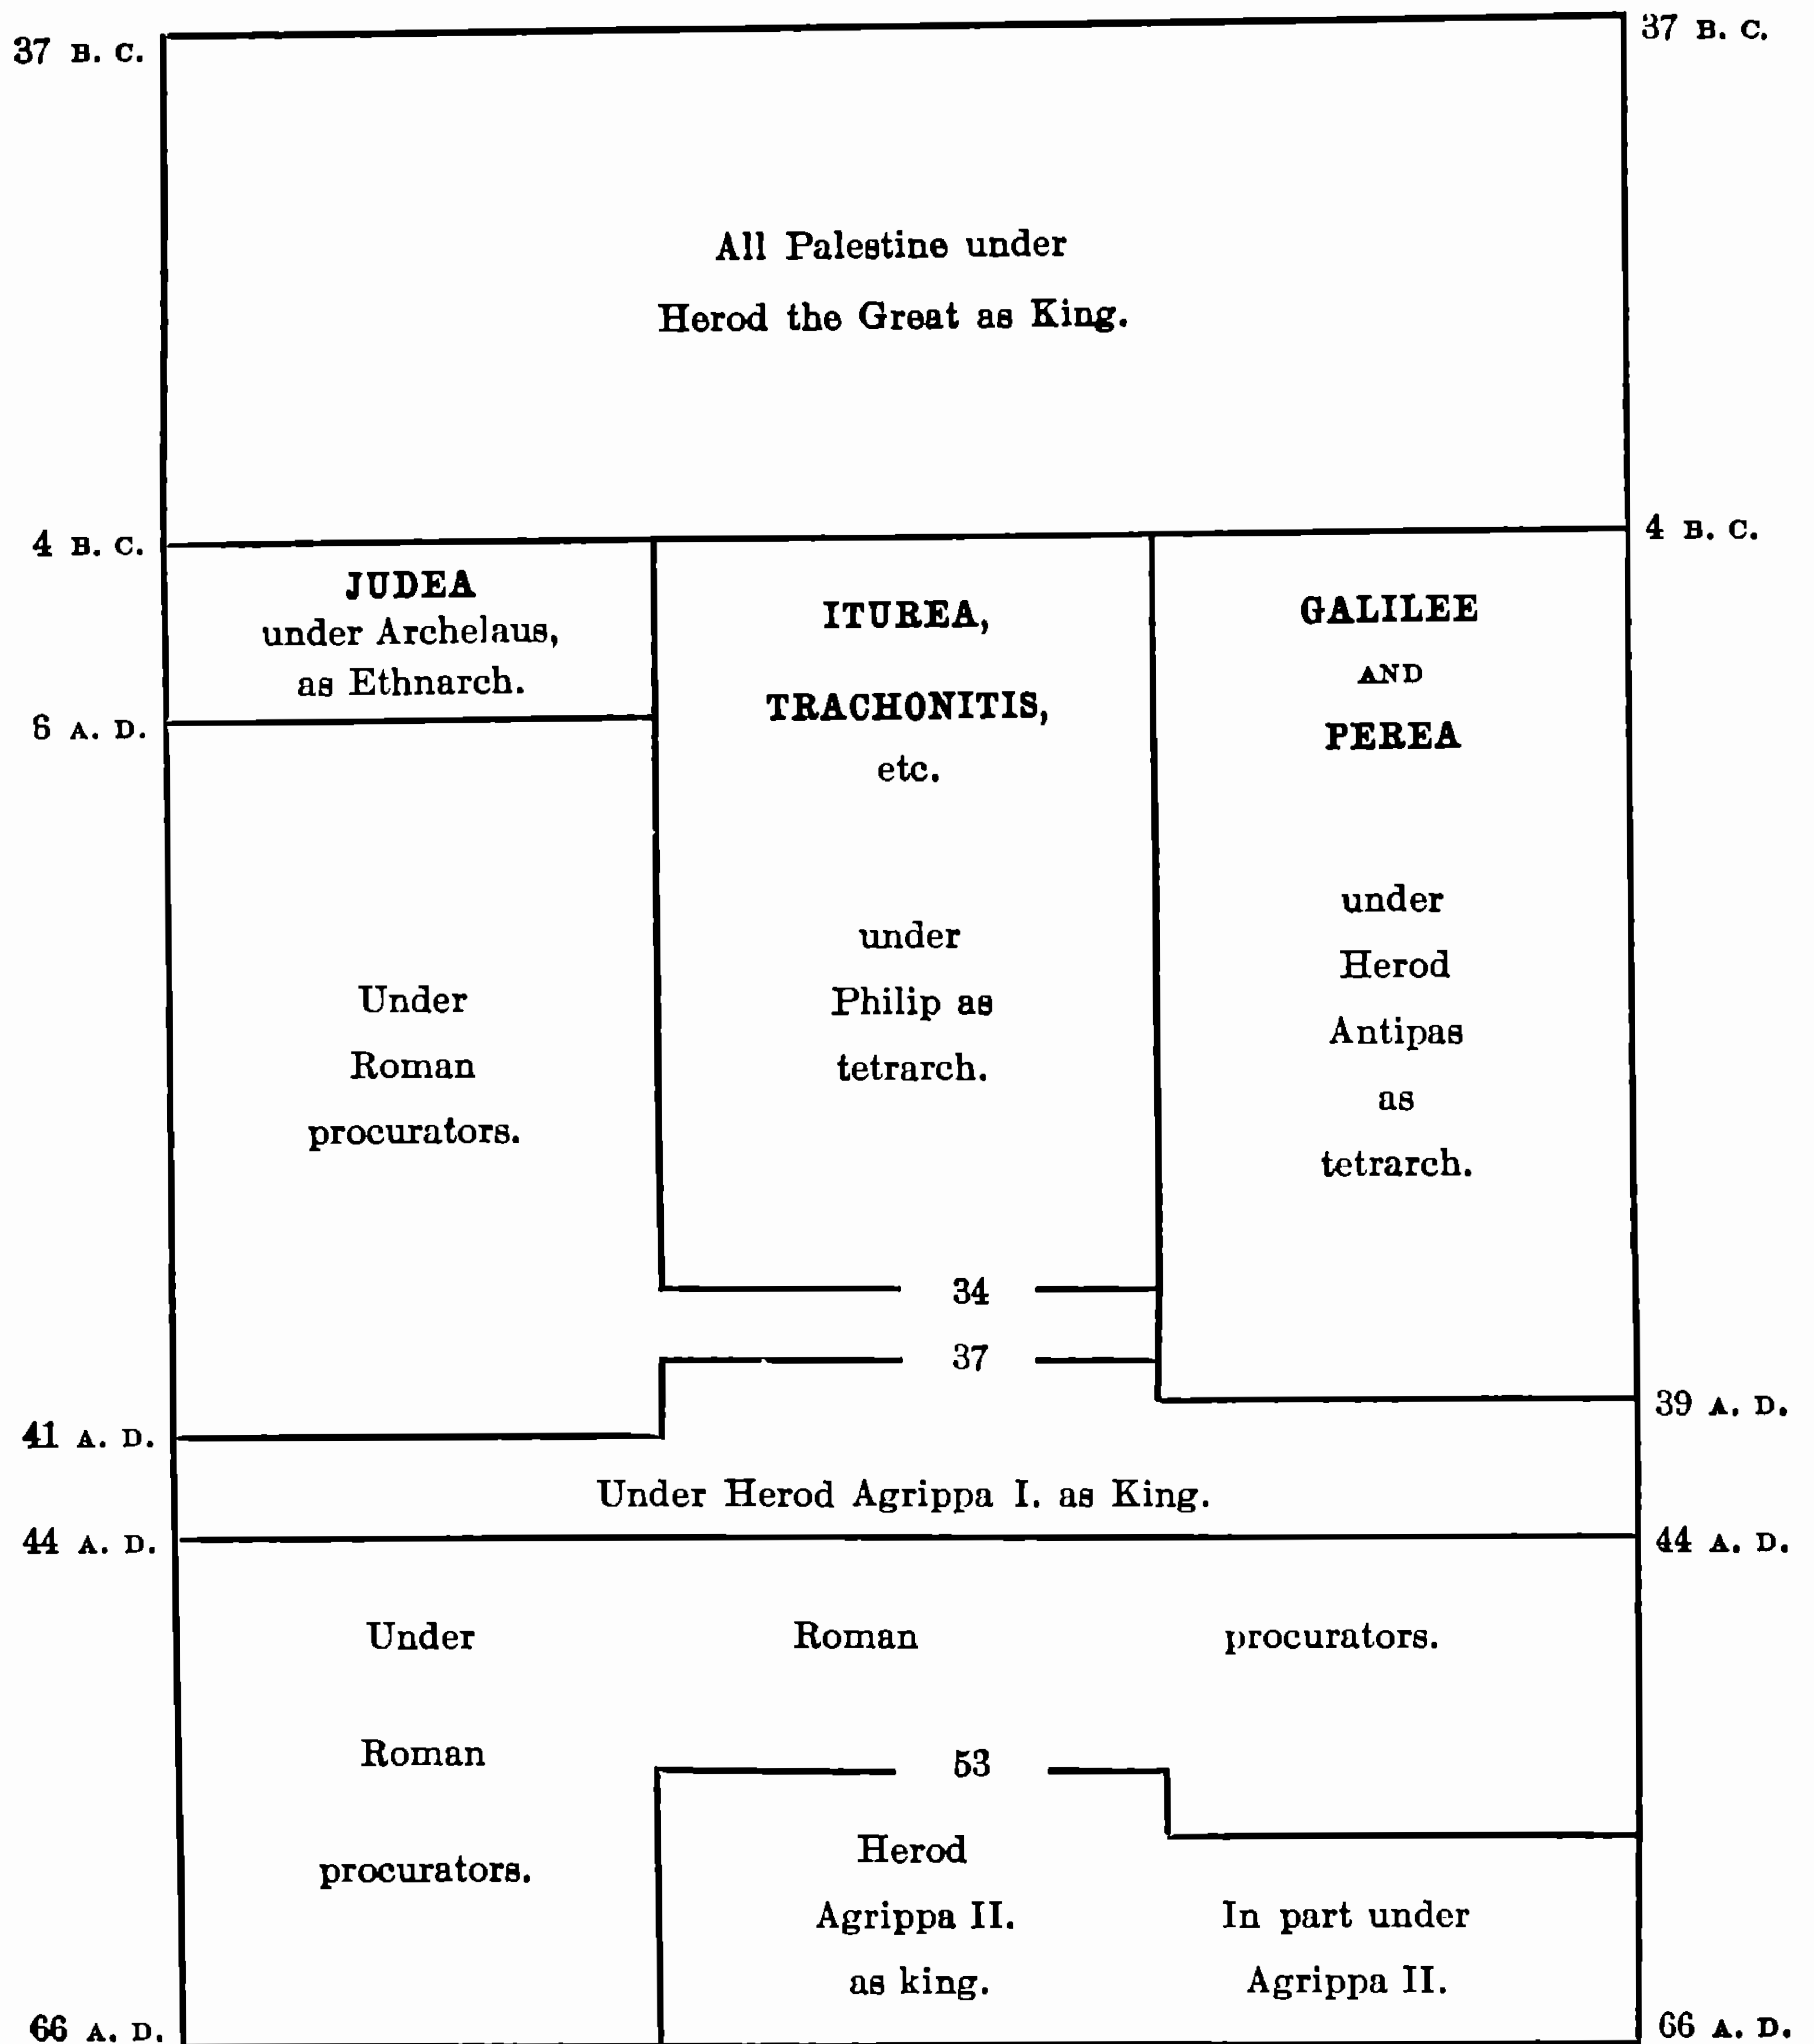 37 B. C.
37 B. C.
All Palestine under
Herod the Great as King.
4 B. C.
4 B. C.
JUDEA
under Archelaus,
as Ethnarch.
6 A. D.
ITUREA,
TRACHONITIS,
etc.
GALILEE
AND
PEREA
Under
Roman
procurators.
under
Philip as
tetrarch.
under
Herod
Antipas
as
tetrarch.
34
37
39 A. D.
41 A. D.
Under Herod Agrippa I. as King.
44 A. D.
44 A. D.
Under Roman procurators.
Roman
procurators.
53
Herod
Agrippa II.
as king.
In part under
Agrippa II.
66 A. D.
66 A. D.